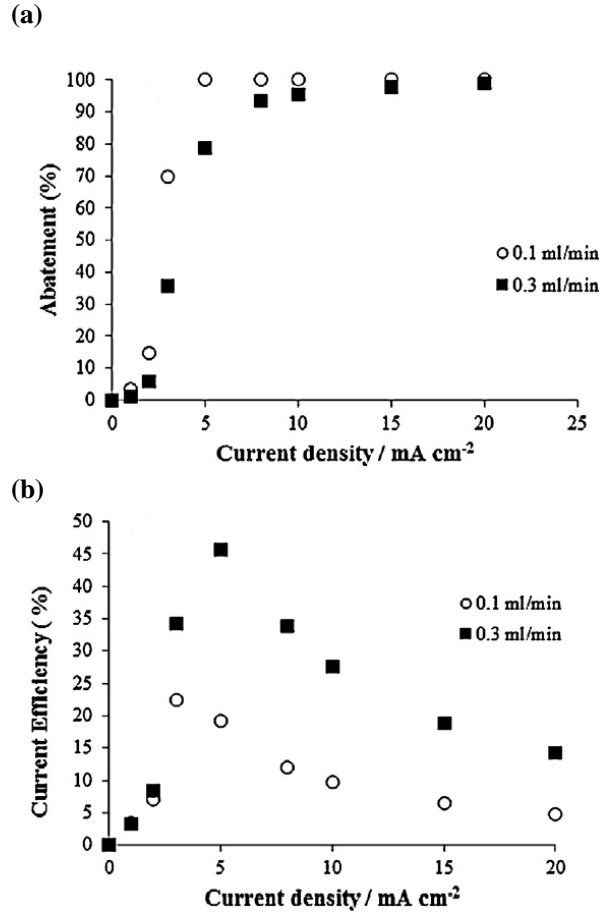 (a)
100
90
80
70
60
50
40
30
20
10
0
Abatement (%)
0.1 ml/min
0.3 ml/min
0 5 10 15 20 25
Current density / mA cm-2
(b)
50
45
40
35
30
25
20
15
10
5
0
Current Efficiency ( %)
0.1 ml/min
0.3 ml/min
0 5 10 15 20
Current density / mA cm-2